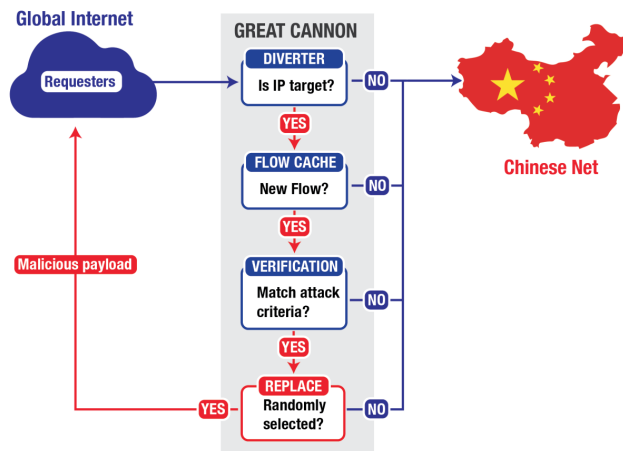 Global Internet
Requesters
GREAT CANNON
DIVERTER
Is IP target?
NO
YES
FLOW CACHE
New Flow?
NO
YES
VERIFICATION
Match attack
criteria?
NO
YES
REPLACE
Randomly
selected?
NO
YES
Malicious payload
Chinese Net